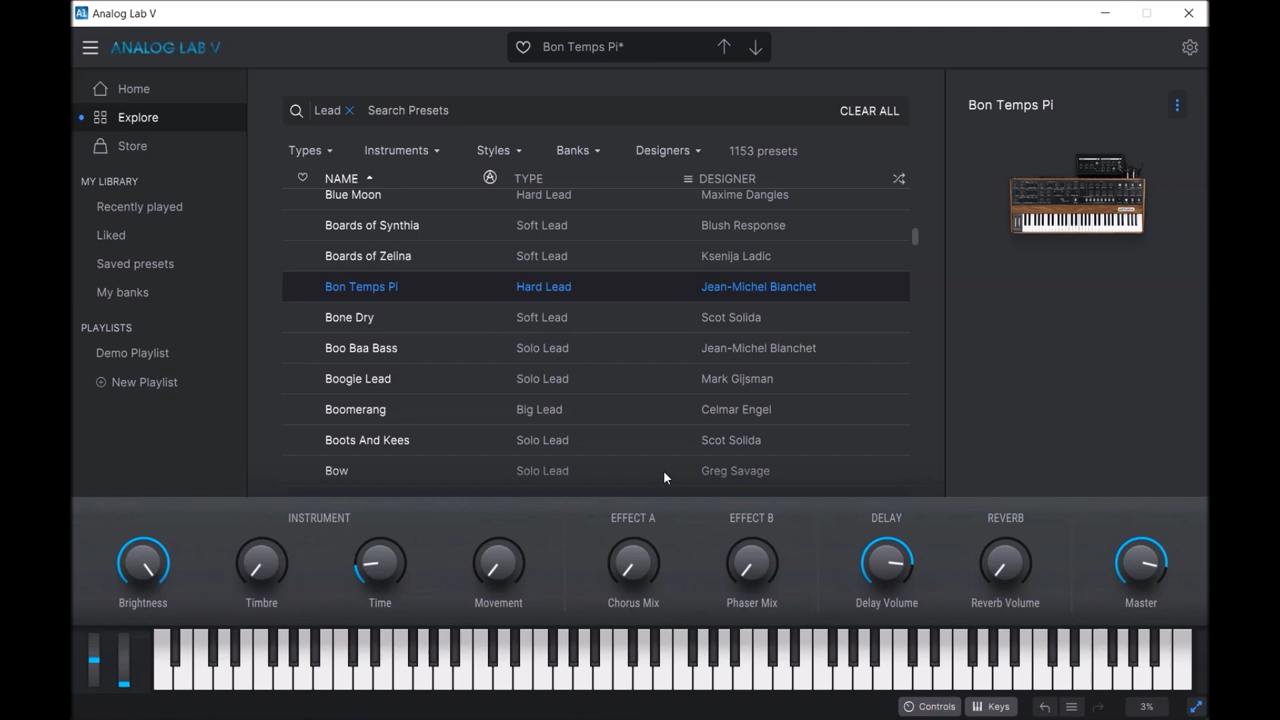 Analog Lab V
ANALOG LAB V
Bon Temps Pi*
Home
Explore
Store
MY LIBRARY
Recently played
Liked
Saved presets
My banks
PLAYLISTS
Demo Playlist
New Playlist
Lead Search Presets CLEAR ALL
Types Instruments Styles Banks Designers 1153 presets
NAME TYPE DESIGNER
Blue Moon Hard Lead Maxime Dangles
Boards of Synthia Soft Lead Blush Response
Boards of Zelina Soft Lead Ksenija Ladic
Bon Temps Pi Hard Lead Jean-Michel Blanchet
Bone Dry Soft Lead Scot Solida
Boo Baa Bass Solo Lead Jean-Michel Blanchet
Boogie Lead Solo Lead Mark Gijsman
Boomerang Big Lead Celmar Engel
Boots And Kees Solo Lead Scot Solida
Bow Solo Lead Greg Savage
Bon Temps Pi
INSTRUMENT EFFECT A EFFECT B DELAY REVERB
Brightness Timbre Time Movement Chorus Mix Phaser Mix Delay Volume Reverb Volume Master
Controls Keys 3%